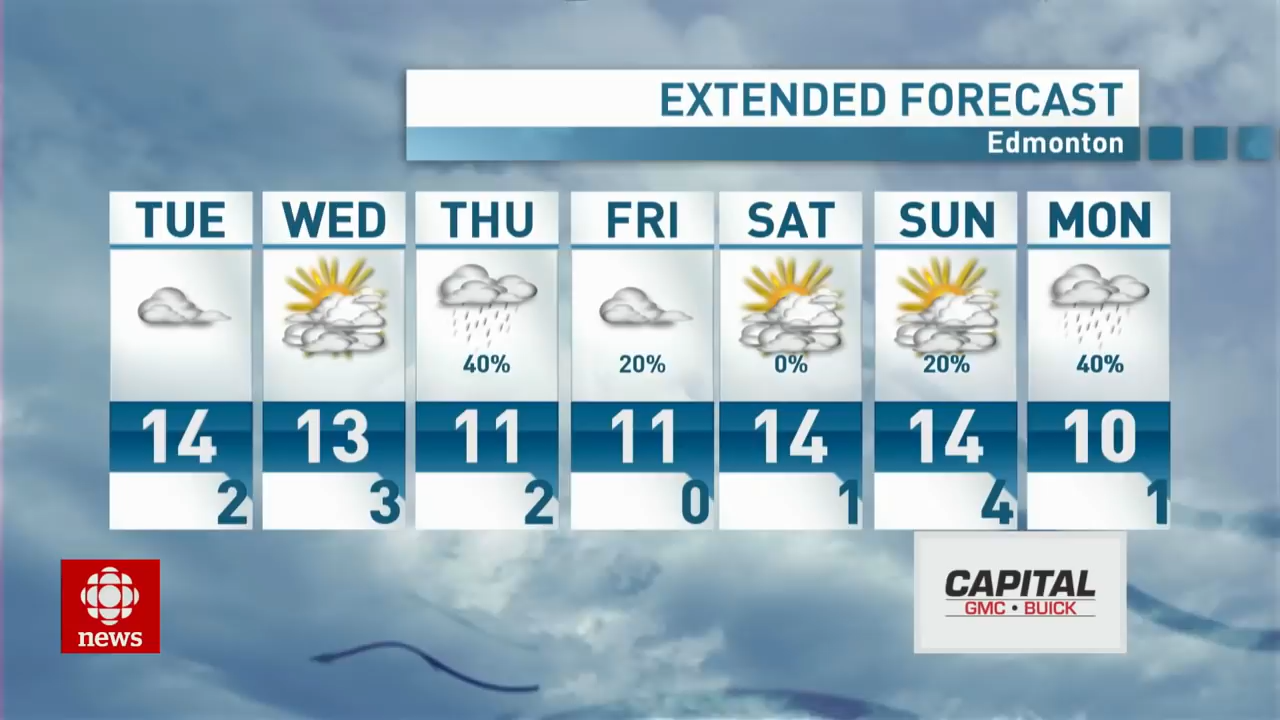 EXTENDED FORECAST
Edmonton
TUE WED THU FRI SAT SUN MON
40% 20% 0% 20% 40%
14 13 11 11 14 14 10
2 3 2 0 1 4 1
news
CAPITAL
GMC • BUICK